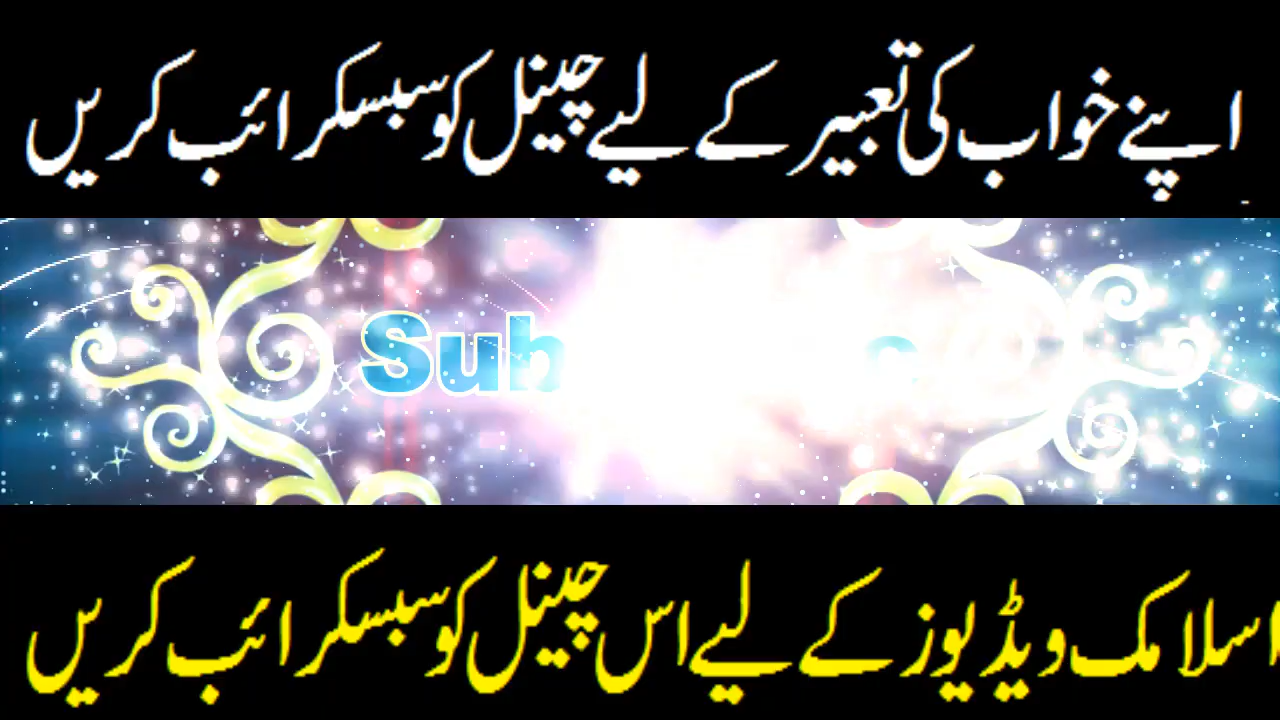 اپنے خواب کی تعبیر کے لیے چینل کو سبسکرائب کریں
Sub
اسلامک ویڈیوز کے لیے اس چینل کو سبسکرائب کریں